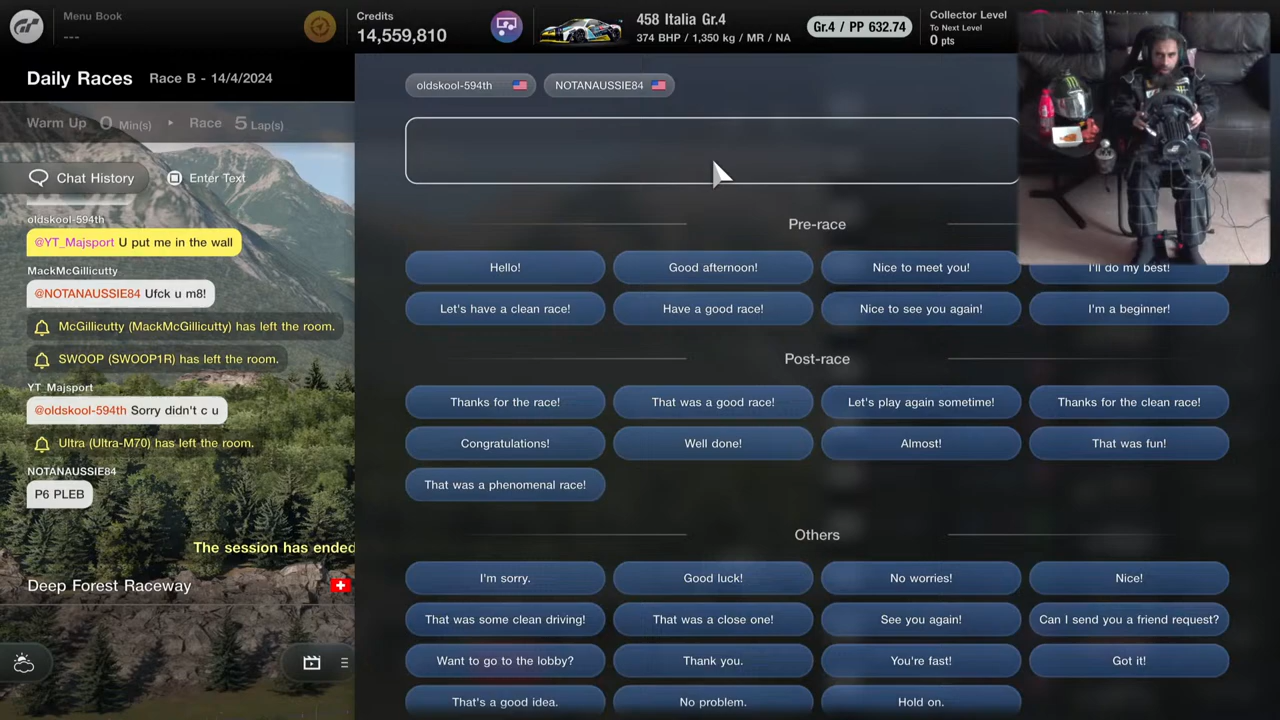 Menu Book
---
Credits
14,559,810
458 Italia Gr.4
374 BHP / 1,350 kg / MR / NA
Gr.4 / PP 632.74
Collector Level
To Next Level
0 pts
Daily Races
Race B - 14/4/2024
Warm Up 0 Min(s) ▸ Race 5 Lap(s)
Chat History
Enter Text
oldskool-594th
@YT_Majsport U put me in the wall
MackMcGillicutty
@NOTANAUSSIE84 Ufck u m8!
McGillicutty (MackMcGillicutty) has left the room.
SWOOP (SWOOP1R) has left the room.
YT_Majsport
@oldskool-594th Sorry didn't c u
Ultra (Ultra-M70) has left the room.
NOTANAUSSIE84
P6 PLEB
The session has ended
Deep Forest Raceway
oldskool-594th
NOTANAUSSIE84
Pre-race
Hello!
Good afternoon!
Nice to meet you!
I'll do my best!
Let's have a clean race!
Have a good race!
Nice to see you again!
I'm a beginner!
Post-race
Thanks for the race!
That was a good race!
Let's play again sometime!
Thanks for the clean race!
Congratulations!
Well done!
Almost!
That was fun!
That was a phenomenal race!
Others
I'm sorry.
Good luck!
No worries!
Nice!
That was some clean driving!
That was a close one!
See you again!
Can I send you a friend request?
Want to go to the lobby?
Thank you.
You're fast!
Got it!
That's a good idea.
No problem.
Hold on.